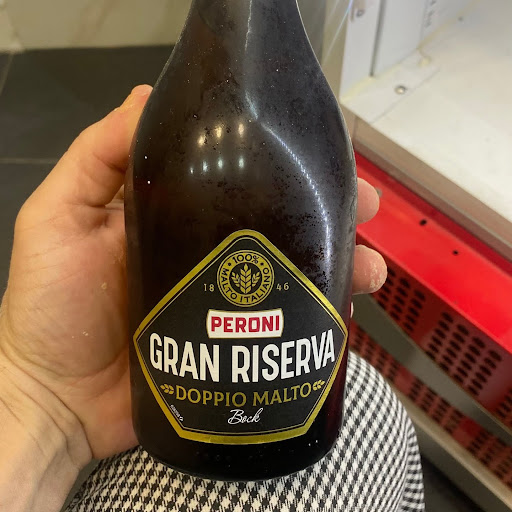 100%
MALTO ITALIANO
18 46
PERONI
GRAN RISERVA
DOPPIO MALTO
Bock